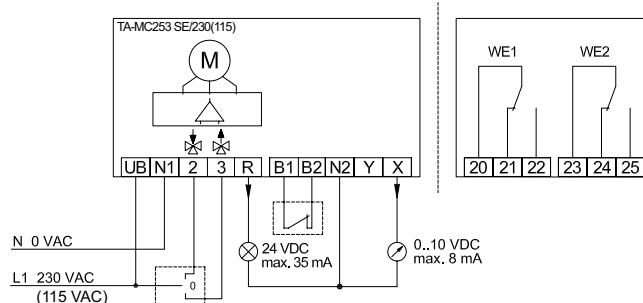 TA-MC253 SE/230(115)
M
UB N1 2 3 R B1 B2 N2 Y X
WE1 WE2
20 21 22 23 24 25
N 0 VAC
L1 230 VAC
(115 VAC)
0
24 VDC
max. 35 mA
0..10 VDC
max. 8 mA